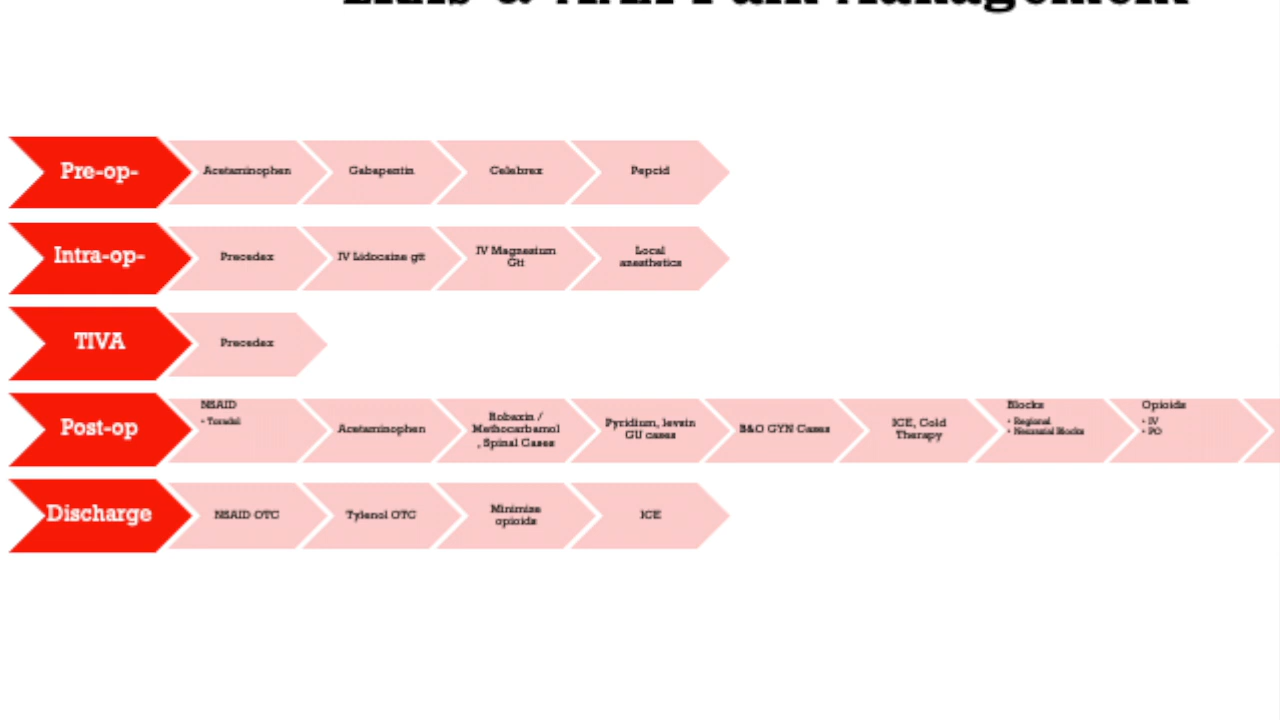 Pain Management
Pre-op-
Acetaminophen
Gabapentin
Celebrex
Pepcid
Intra-op-
Precedex
IV Lidocaine gtt
IV Magnesium
Gtt
Local
anesthetics
TIVA
Precedex
Post-op
NSAID
• Toradol
Acetaminophen
Robaxin /
Methocarbamol
, Spinal Cases
Pyridium, levsin
GU cases
B&O GYN Cases
ICE, Cold
Therapy
Blocks
• Regional
• Neuraxial Blocks
Opioids
• IV
• PO
Discharge
NSAID OTC
Tylenol OTC
Minimize
opioids
ICE